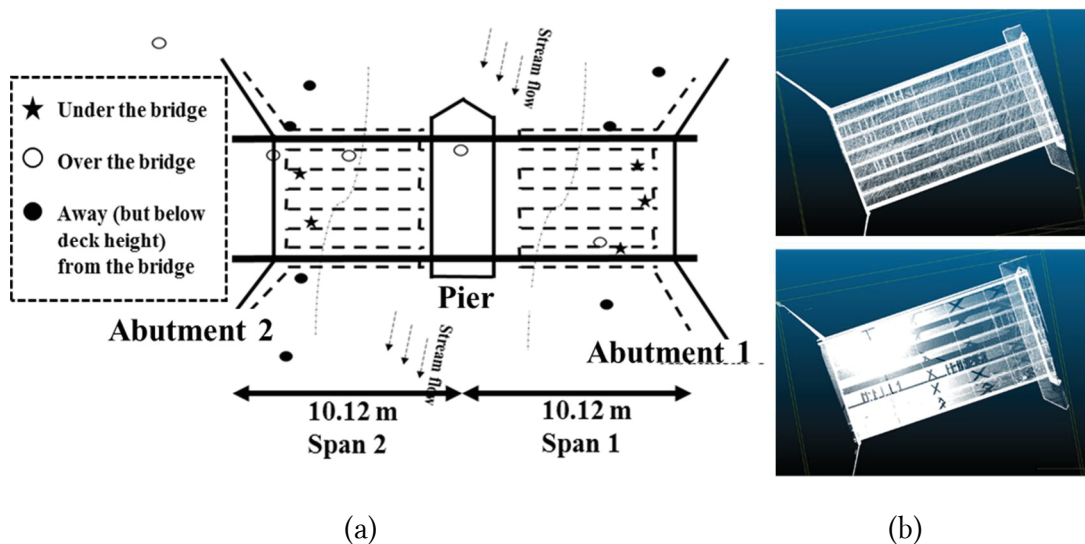 Stream flow
Under the bridge
Over the bridge
Away (but below
deck height)
from the bridge
Pier
Abutment 2
Stream flow
Abutment 1
10.12 m
Span 2
10.12 m
Span 1
(a)
(b)